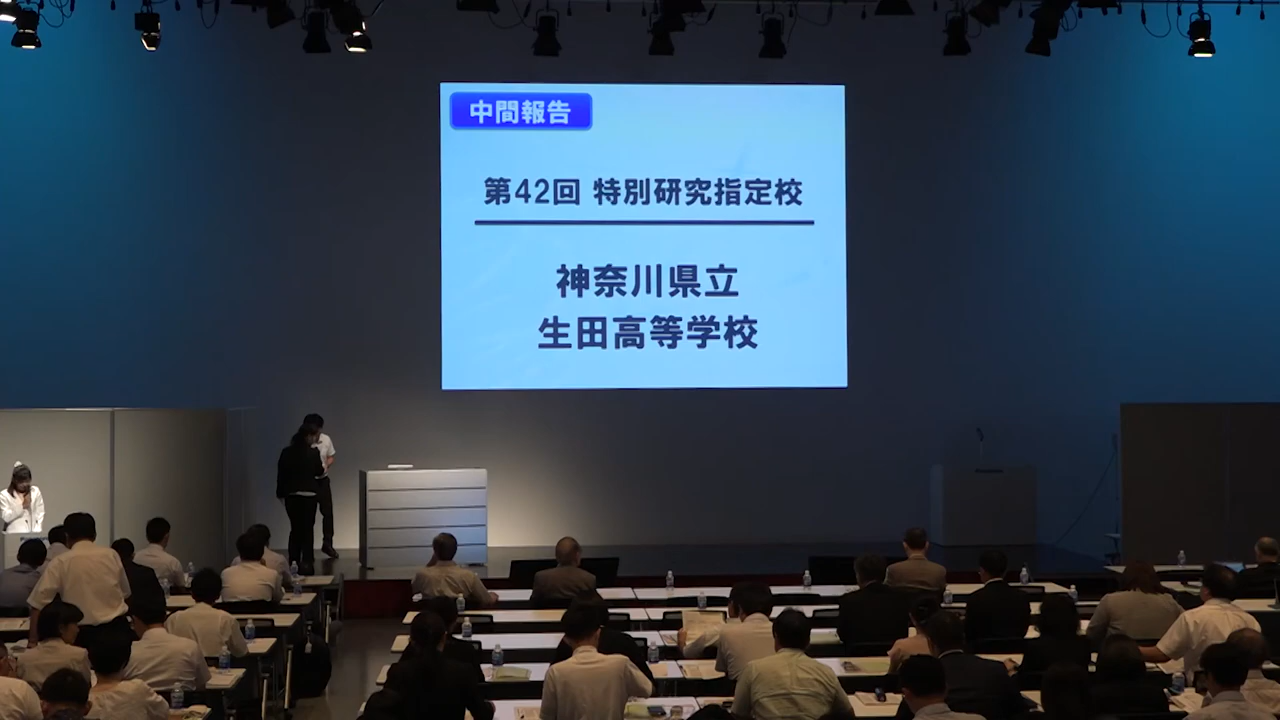 中間報告
第42回 特別研究指定校
神奈川県立
生田高等学校